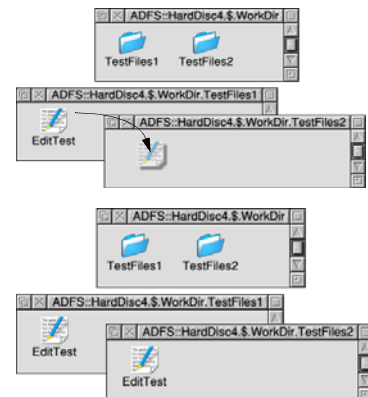 ADFS::HardDisc4.$.WorkDir
TestFiles1 TestFiles2
ADFS::HardDisc4.$.WorkDir.TestFiles1
EditTest
ADFS::HardDisc4.$.WorkDir.TestFiles2
ADFS::HardDisc4.$.WorkDir
TestFiles1 TestFiles2
ADFS::HardDisc4.$.WorkDir.TestFiles1
EditTest
ADFS::HardDisc4.$.WorkDir.TestFiles2
EditTest